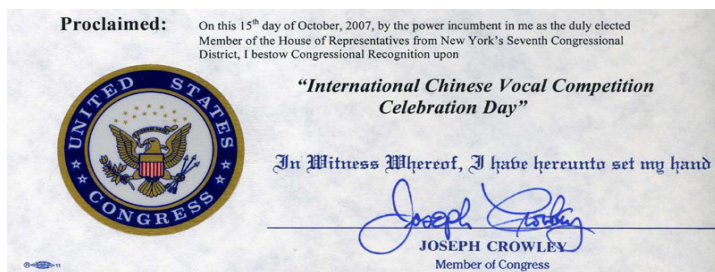 Proclaimed:
On this 15th day of October, 2007, by the power incumbent in me as the duly elected
Member of the House of Representatives from New York's Seventh Congressional
District, I bestow Congressional Recognition upon
"International Chinese Vocal Competition
Celebration Day"
UNITED STATES
CONGRESS
In Witness Whereof, I have hereunto set my hand
Joseph Crowley
JOSEPH CROWLEY
Member of Congress